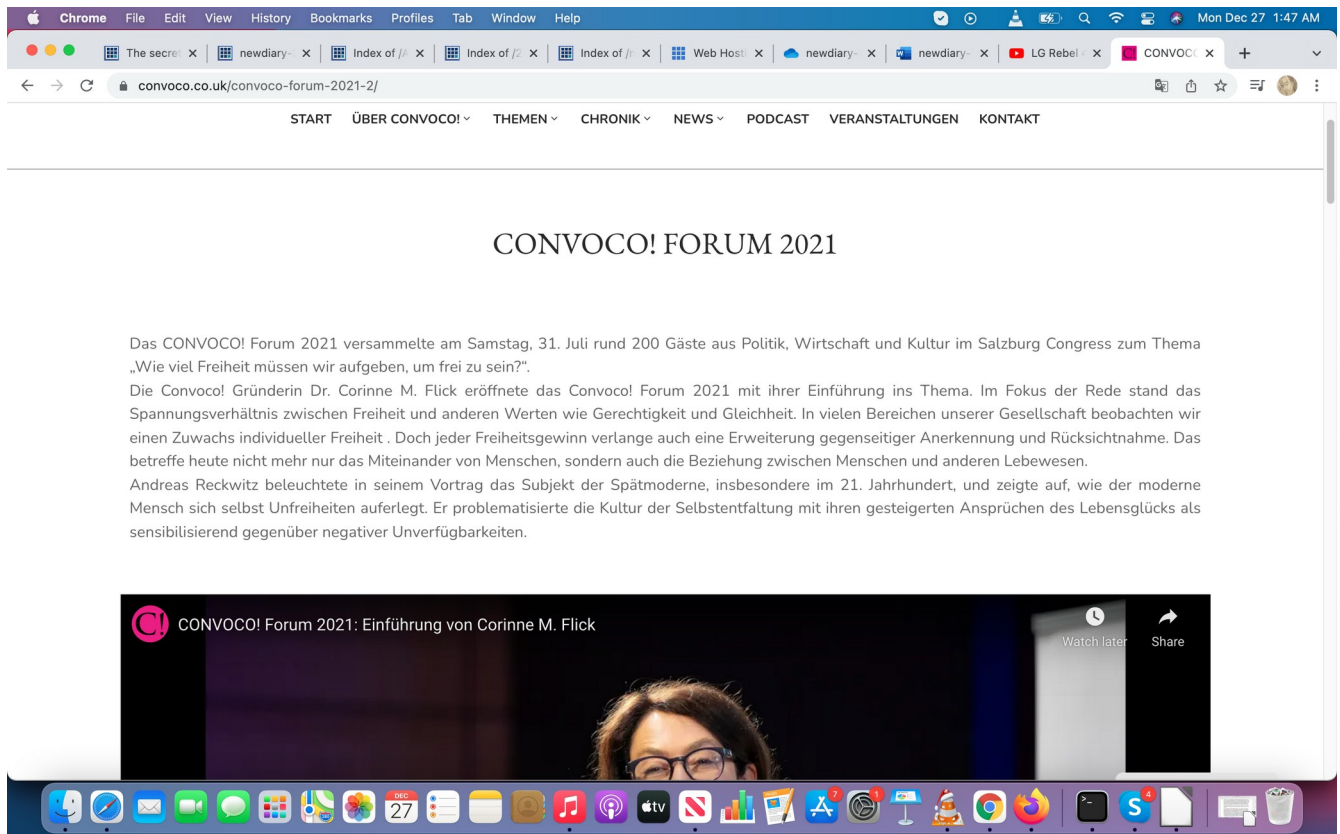 Chrome File Edit View History Bookmarks Profiles Tab Window Help Mon Dec 27 1:47 AM
The secre newdiary- Index of /A Index of /2 Index of /r Web Host newdiary- newdiary- LG Rebel CONVOC
convoco.co.uk/convoco-forum-2021-2/
START ÜBER CONVOCO! THEMEN CHRONIK NEWS PODCAST VERANSTALTUNGEN KONTAKT
CONVOCO! FORUM 2021
Das CONVOCO! Forum 2021 versammelte am Samstag, 31. Juli rund 200 Gäste aus Politik, Wirtschaft und Kultur im Salzburg Congress zum Thema
„Wie viel Freiheit müssen wir aufgeben, um frei zu sein?“.
Die Convoco! Gründerin Dr. Corinne M. Flick eröffnete das Convoco! Forum 2021 mit ihrer Einführung ins Thema. Im Fokus der Rede stand das
Spannungsverhältnis zwischen Freiheit und anderen Werten wie Gerechtigkeit und Gleichheit. In vielen Bereichen unserer Gesellschaft beobachten wir
einen Zuwachs individueller Freiheit . Doch jeder Freiheitsgewinn verlange auch eine Erweiterung gegenseitiger Anerkennung und Rücksichtnahme. Das
betreffe heute nicht mehr nur das Miteinander von Menschen, sondern auch die Beziehung zwischen Menschen und anderen Lebewesen.
Andreas Reckwitz beleuchtete in seinem Vortrag das Subjekt der Spätmoderne, insbesondere im 21. Jahrhundert, und zeigte auf, wie der moderne
Mensch sich selbst Unfreiheiten auferlegt. Er problematisierte die Kultur der Selbstentfaltung mit ihren gesteigerten Ansprüchen des Lebensglücks als
sensibilisierend gegenüber negativer Unverfügbarkeiten.
C! CONVOCO! Forum 2021: Einführung von Corinne M. Flick
Watch later Share
DEC
27
tv
7
1
4